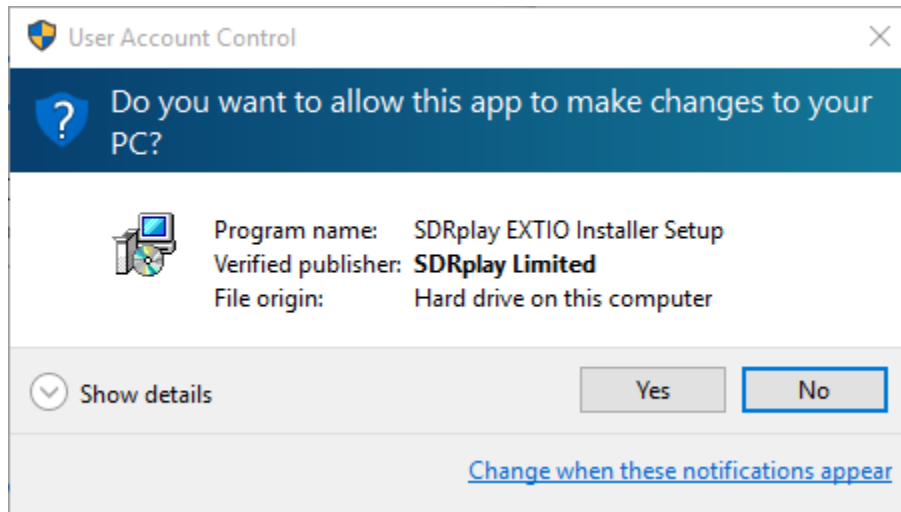 User Account Control
Do you want to allow this app to make changes to your
PC?
Program name: SDRplay EXTIO Installer Setup
Verified publisher: SDRplay Limited
File origin: Hard drive on this computer
Show details
Yes No
Change when these notifications appear